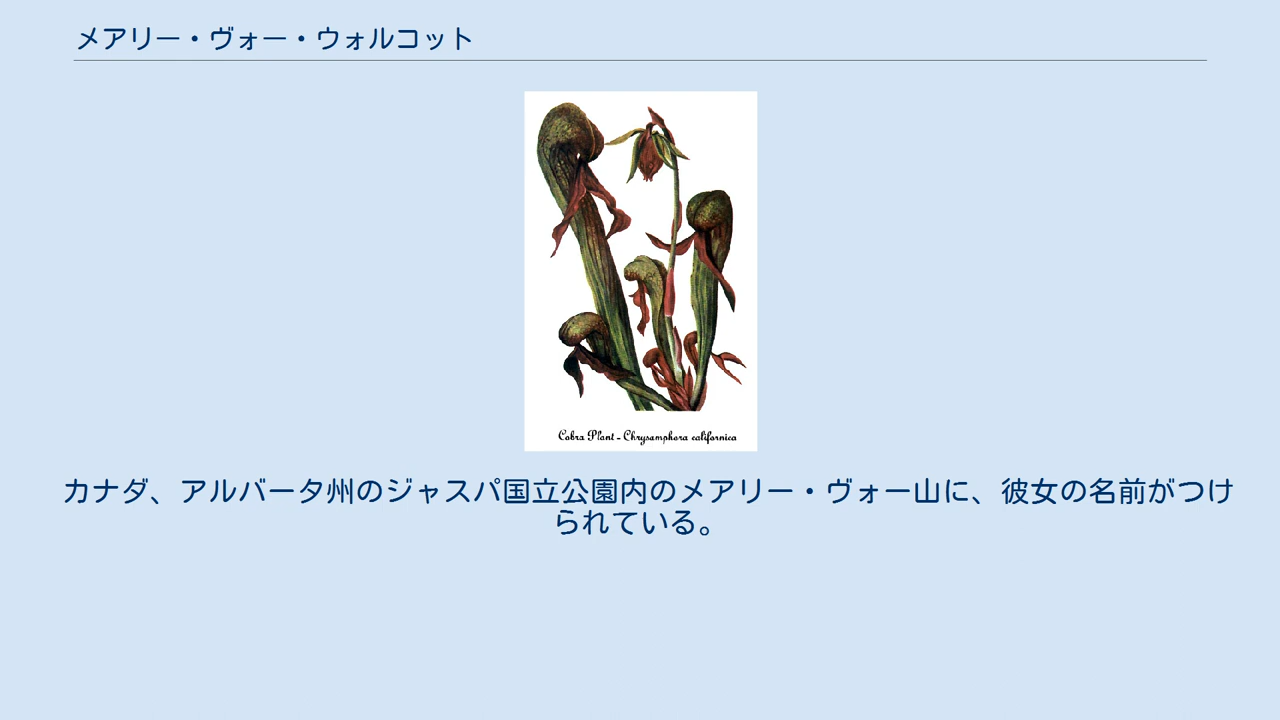 メアリー・ヴォー・ウォルコット
Cobra Plant - Chrysamphora californica
カナダ、アルバータ州のジャスパ国立公園内のメアリー・ヴォー山に、彼女の名前がつけ
られている。